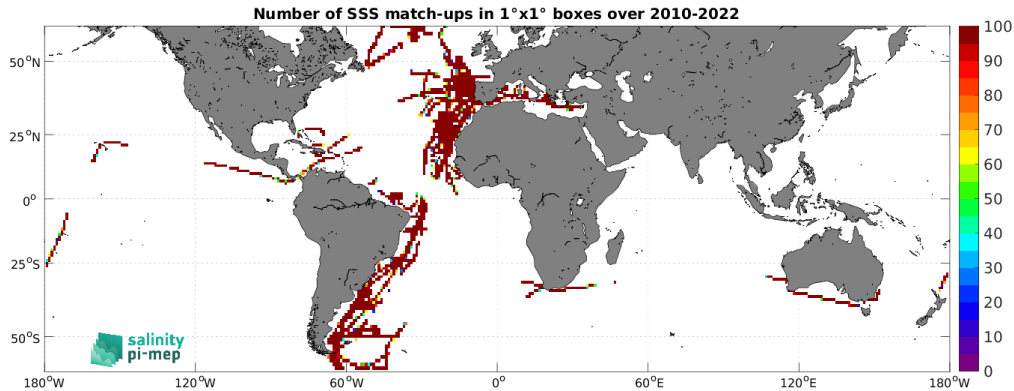 Number of SSS match-ups in 1°x1° boxes over 2010-2022
50°N
25°N
0°
25°S
50°S
180°W 120°W 60°W 0° 60°E 120°E 180°W
100
90
80
70
60
50
40
30
20
10
0
salinity
pi-mep